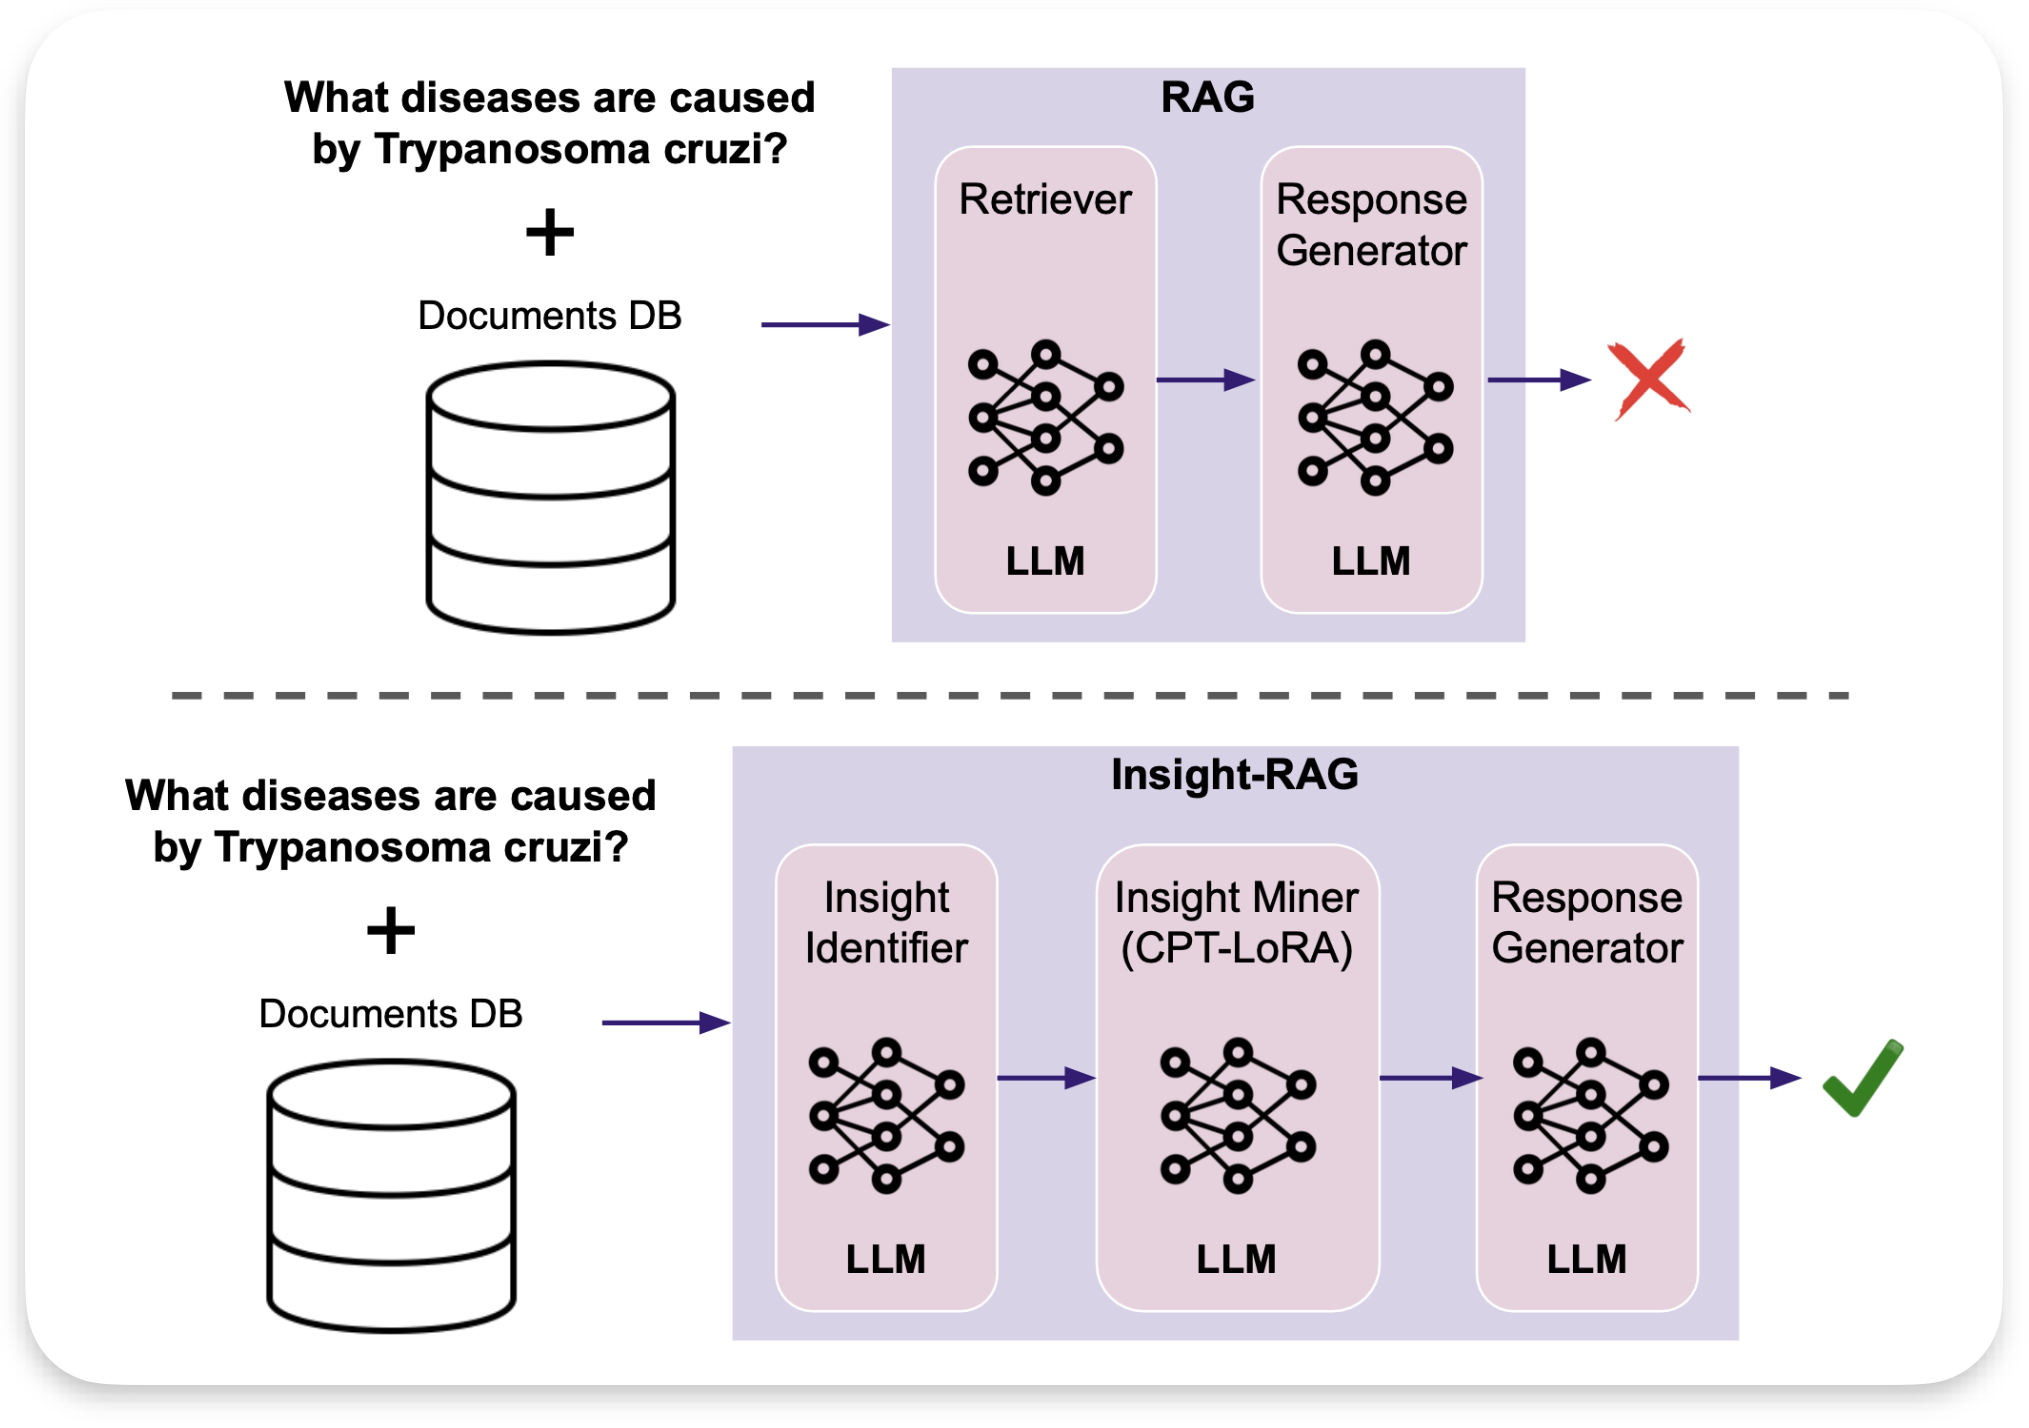 What diseases are caused
by Trypanosoma cruzi?
+
Documents DB
RAG
Retriever
LLM
Response
Generator
LLM
What diseases are caused
by Trypanosoma cruzi?
+
Documents DB
Insight-RAG
Insight
Identifier
LLM
Insight Miner
(CPT-LoRA)
LLM
Response
Generator
LLM